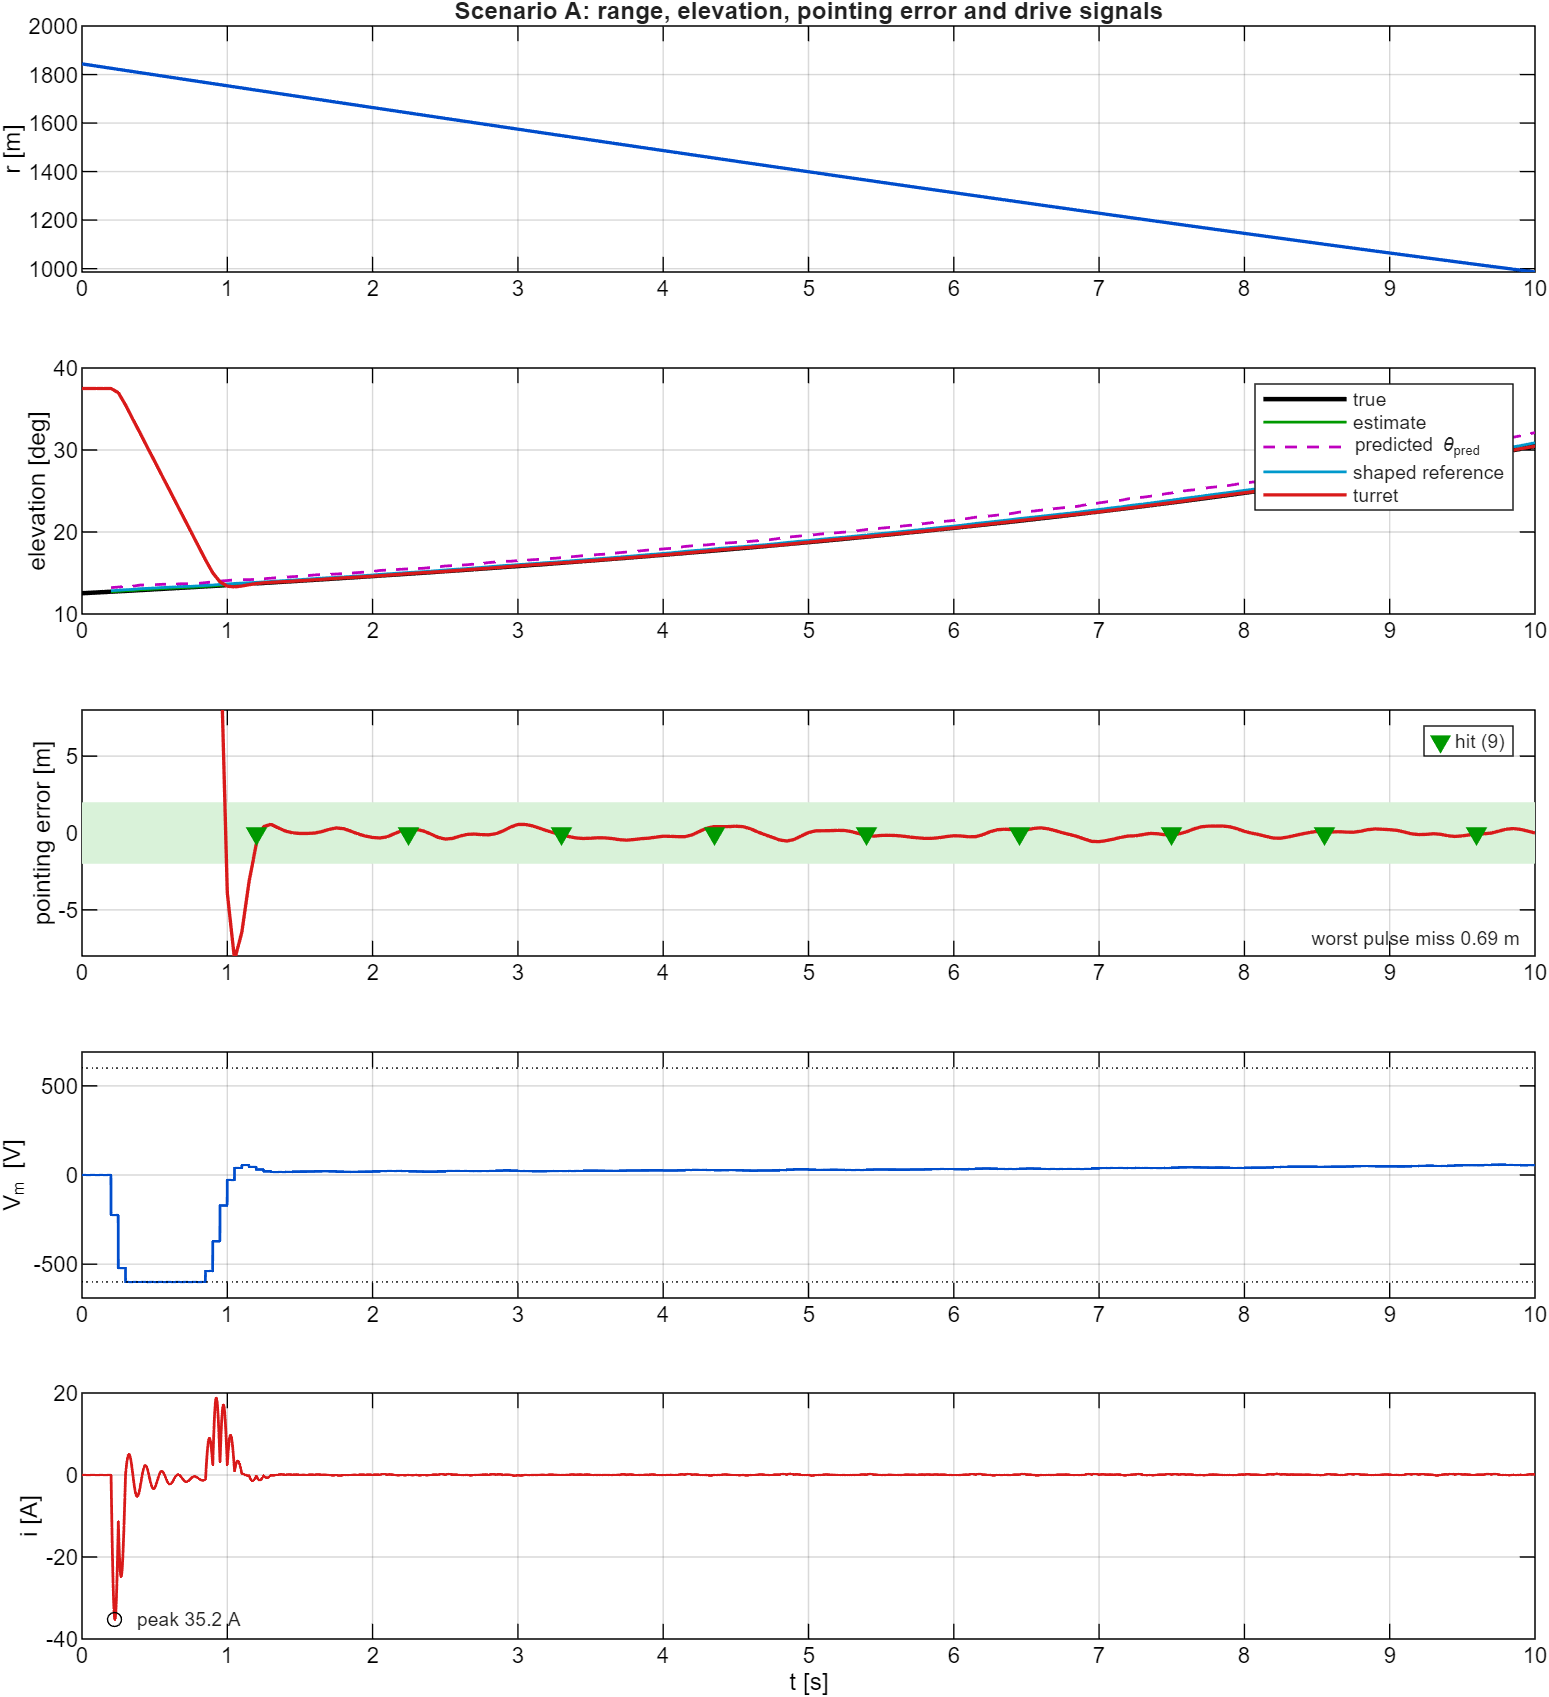 Scenario A: range, elevation, pointing error and drive signals
2000
1800
1600
1400
1200
1000
r [m]
0 1 2 3 4 5 6 7 8 9 10
40
30
20
10
elevation [deg]
true
estimate
predicted θpred
shaped reference
turret
0 1 2 3 4 5 6 7 8 9 10
5
0
-5
pointing error [m]
hit (9)
worst pulse miss 0.69 m
0 1 2 3 4 5 6 7 8 9 10
500
0
-500
Vm [V]
0 1 2 3 4 5 6 7 8 9 10
20
0
-20
-40
i [A]
peak 35.2 A
0 1 2 3 4 5 6 7 8 9 10
t [s]